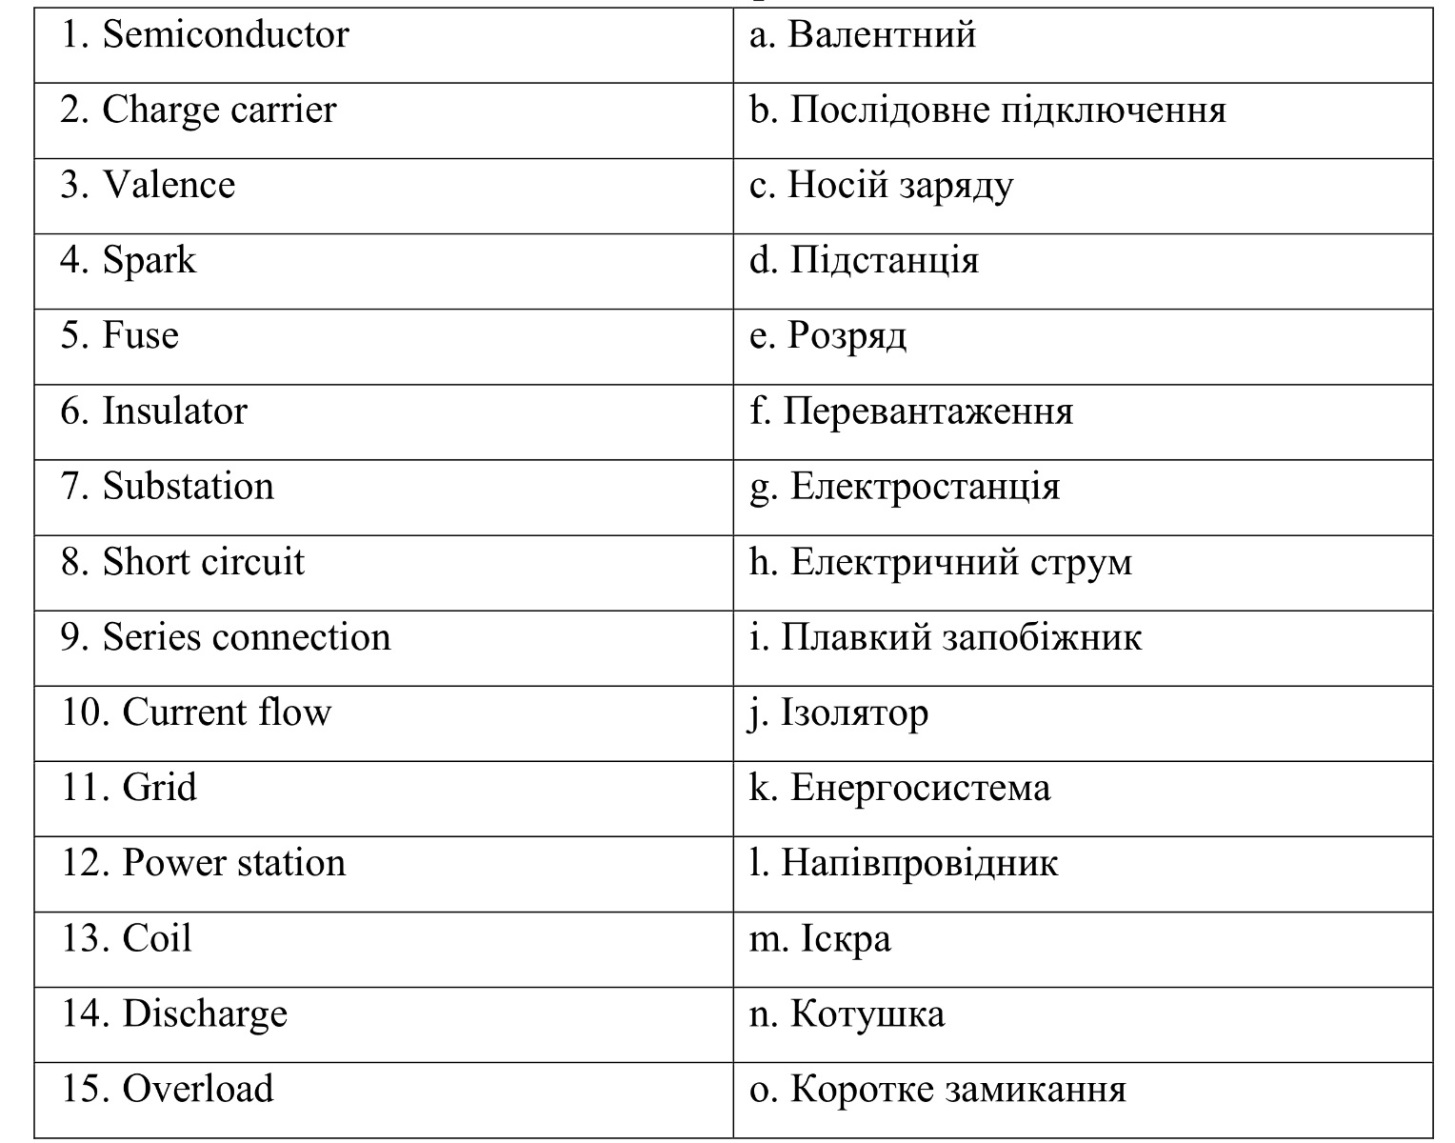 1. Semiconductor
a. Валентний
2. Charge carrier
b. Послідовне підключення
3. Valence
c. Носій заряду
4. Spark
d. Підстанція
5. Fuse
e. Розряд
6. Insulator
f. Перевантаження
7. Substation
g. Електростанція
8. Short circuit
h. Електричний струм
9. Series connection
i. Плавкий запобіжник
10. Current flow
j. Ізолятор
11. Grid
k. Енергосистема
12. Power station
l. Напівпровідник
13. Coil
m. Іскра
14. Discharge
n. Котушка
15. Overload
o. Коротке замикання